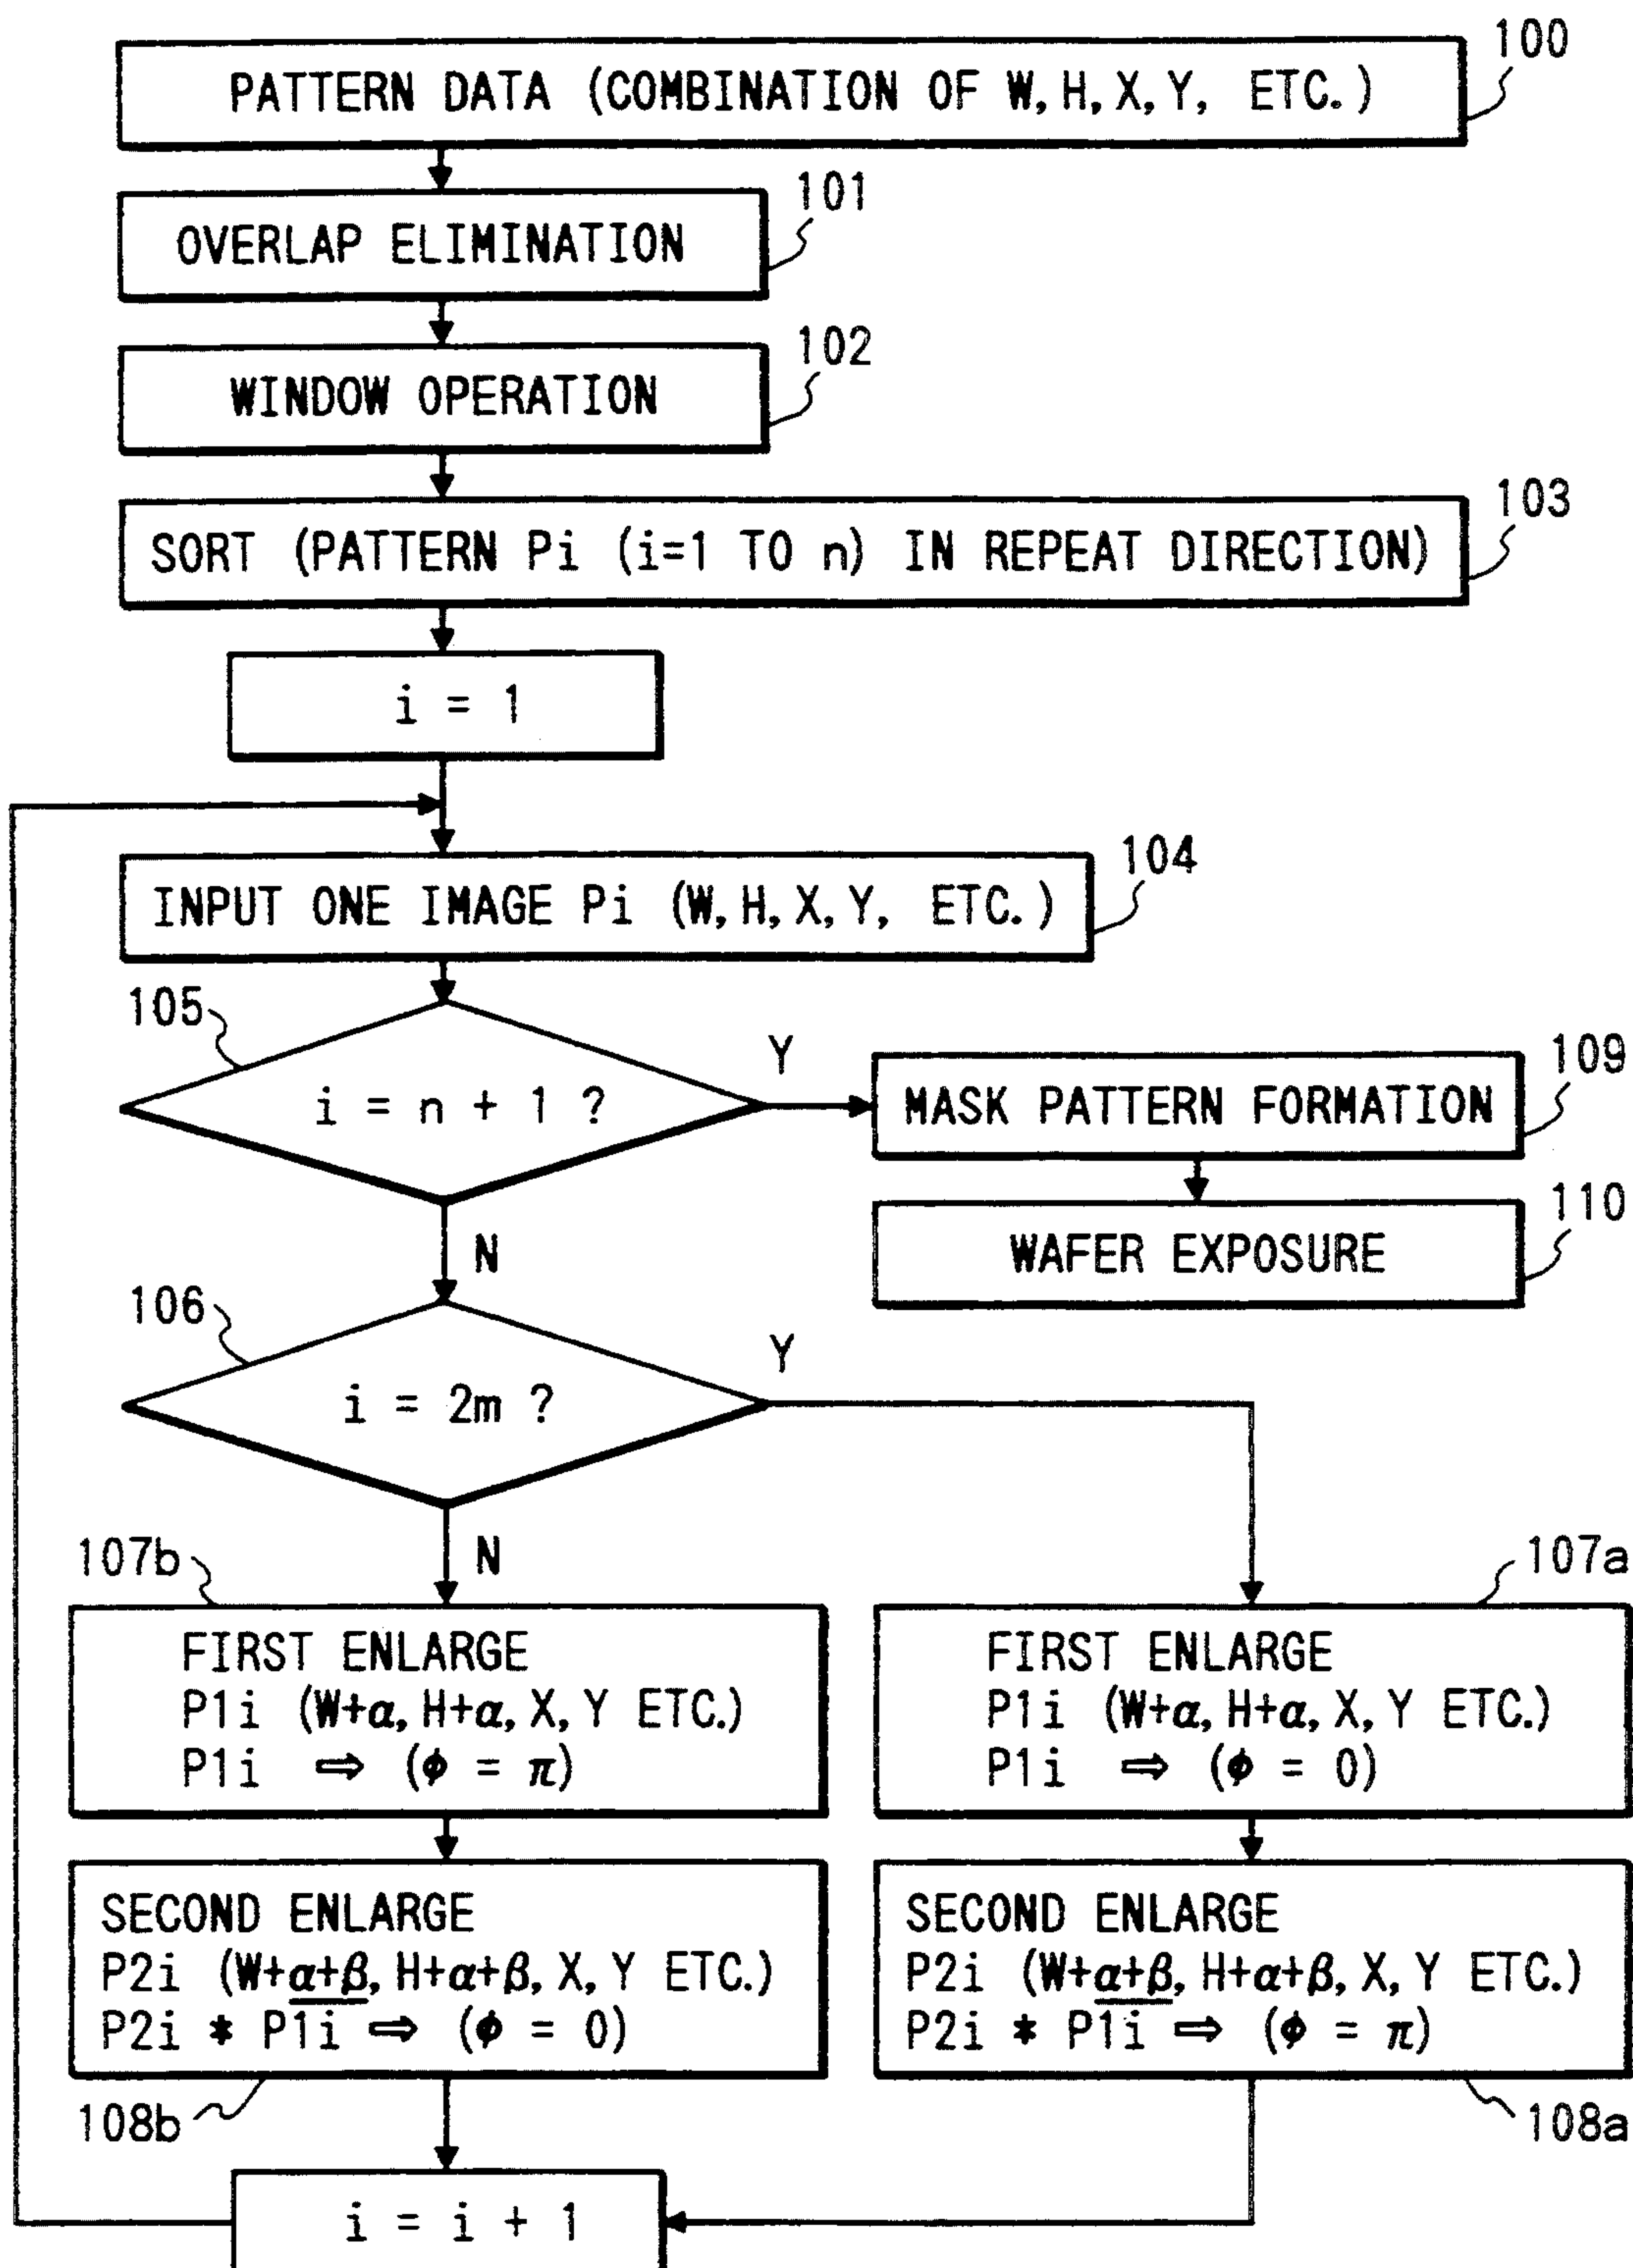 100
PATTERN DATA (COMBINATION OF W, H, X, Y, ETC.)
101
OVERLAP ELIMINATION
102
WINDOW OPERATION
103
SORT (PATTERN Pi (i=1 TO n) IN REPEAT DIRECTION)
i = 1
104
INPUT ONE IMAGE Pi (W, H, X, Y, ETC.)
105
i = n + 1 ?
Y
109
MASK PATTERN FORMATION
N
110
WAFER EXPOSURE
106
i = 2m ?
Y
N
107b
FIRST ENLARGE
P1i (W+α, H+α, X, Y ETC.)
P1i ⇒ (ϕ = π)
107a
FIRST ENLARGE
P1i (W+α, H+α, X, Y ETC.)
P1i ⇒ (ϕ = 0)
SECOND ENLARGE
P2i (W+α+β, H+α+β, X, Y ETC.)
P2i * P1i ⇒ (ϕ = 0)
108b
SECOND ENLARGE
P2i (W+α+β, H+α+β, X, Y ETC.)
P2i * P1i ⇒ (ϕ = π)
108a
i = i + 1